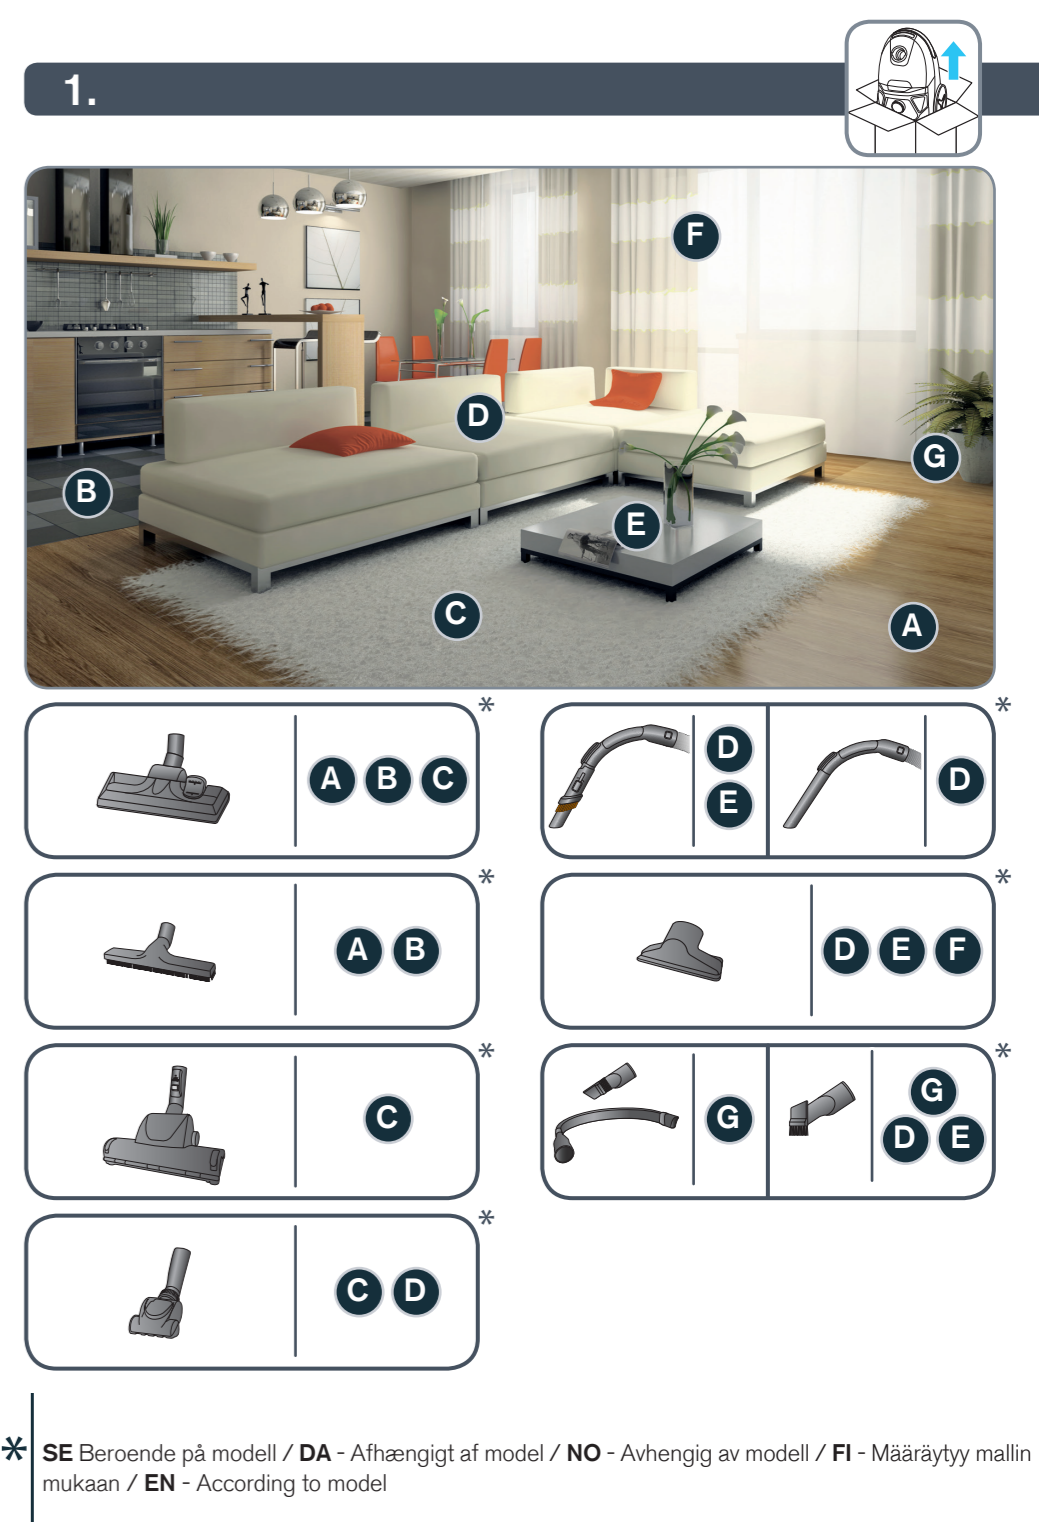 1.
F
D
G
B
E
C
A
*
A B C
*
D
E
D
*
A B
*
D E F
*
C
*
G
G
D E
*
C D
* SE Beroende på modell / DA - Afhængigt af model / NO - Avhengig av modell / FI - Määräytyy mallin
mukaan / EN - According to model